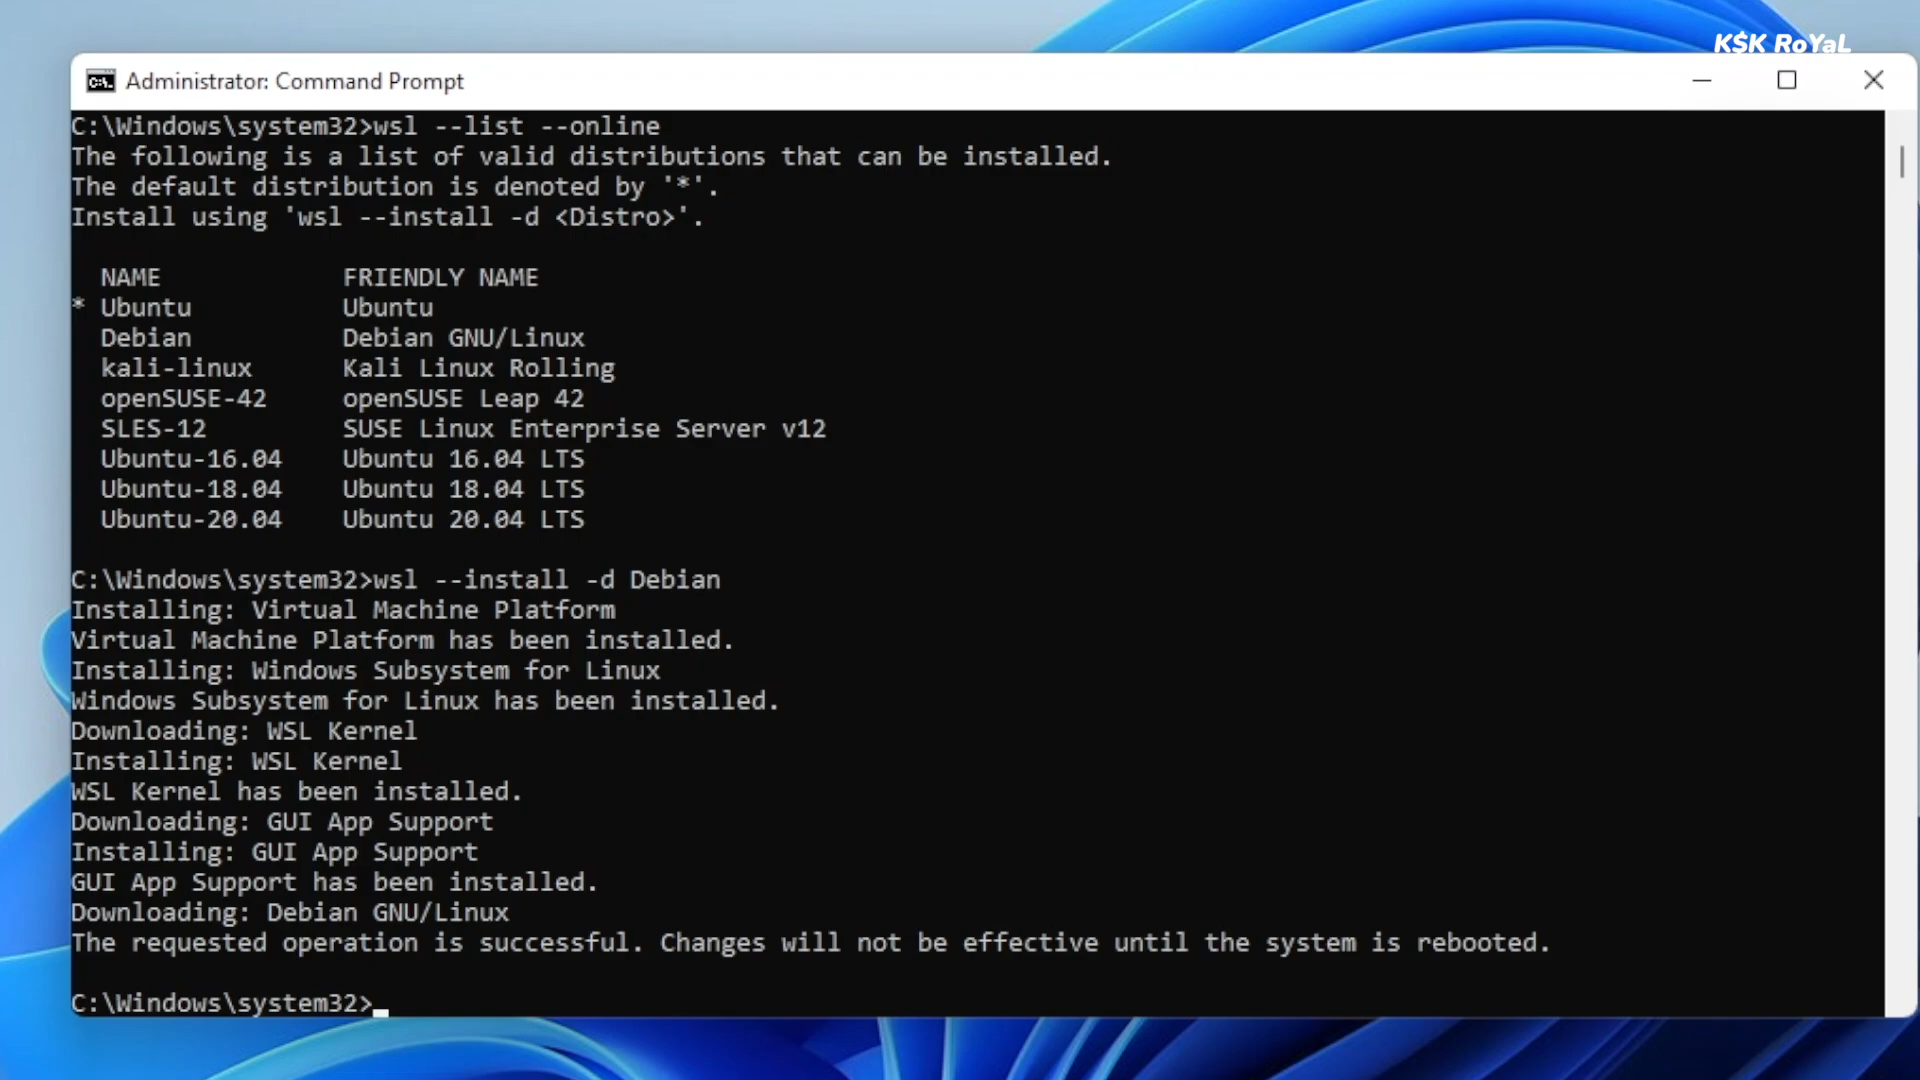 K$K RoYaL
Administrator: Command Prompt
C:\Windows\system32>wsl --list --online
The following is a list of valid distributions that can be installed.
The default distribution is denoted by '*'.
Install using 'wsl --install -d <Distro>'.
NAME FRIENDLY NAME
* Ubuntu Ubuntu
Debian Debian GNU/Linux
kali-linux Kali Linux Rolling
openSUSE-42 openSUSE Leap 42
SLES-12 SUSE Linux Enterprise Server v12
Ubuntu-16.04 Ubuntu 16.04 LTS
Ubuntu-18.04 Ubuntu 18.04 LTS
Ubuntu-20.04 Ubuntu 20.04 LTS
C:\Windows\system32>wsl --install -d Debian
Installing: Virtual Machine Platform
Virtual Machine Platform has been installed.
Installing: Windows Subsystem for Linux
Windows Subsystem for Linux has been installed.
Downloading: WSL Kernel
Installing: WSL Kernel
WSL Kernel has been installed.
Downloading: GUI App Support
Installing: GUI App Support
GUI App Support has been installed.
Downloading: Debian GNU/Linux
The requested operation is successful. Changes will not be effective until the system is rebooted.
C:\Windows\system32>